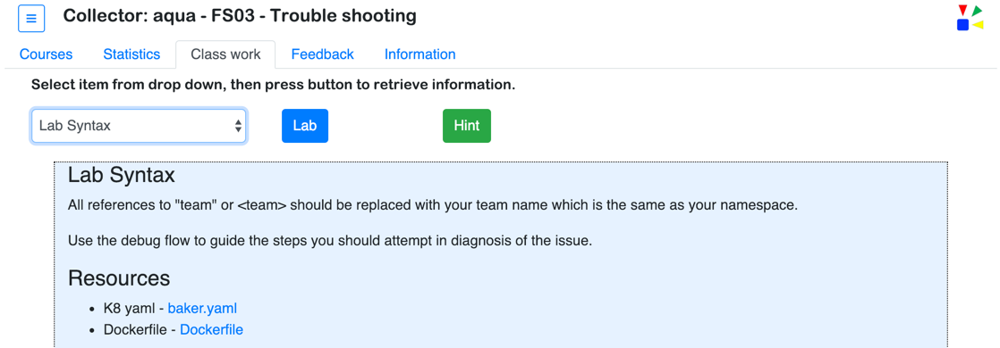 Collector: aqua - FS03 - Trouble shooting
Courses Statistics Class work Feedback Information
Select item from drop down, then press button to retrieve information.
Lab Syntax Lab Hint
Lab Syntax
All references to "team" or <team> should be replaced with your team name which is the same as your namespace.
Use the debug flow to guide the steps you should attempt in diagnosis of the issue.
Resources
• K8 yaml - baker.yaml
• Dockerfile - Dockerfile